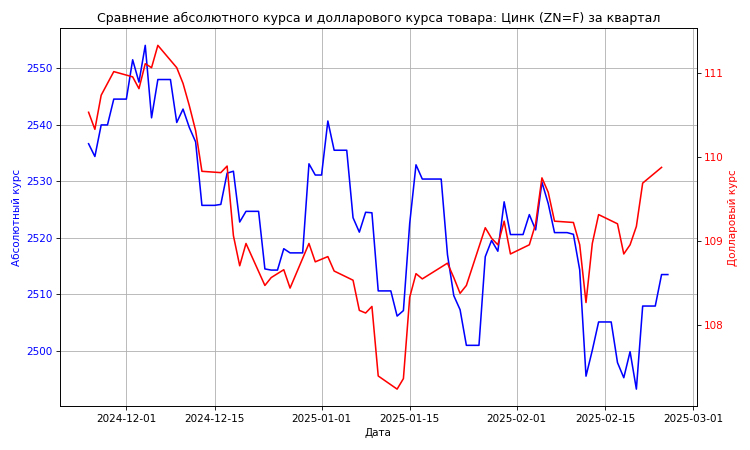 Сравнение абсолютного курса и долларового курса товара: Цинк (ZN=F) за квартал
Абсолютный курс
2550
2540
2530
2520
2510
2500
111
110
109
108
Долларовый курс
2024-12-01 2024-12-15 2025-01-01 2025-01-15 2025-02-01 2025-02-15 2025-03-01
Дата